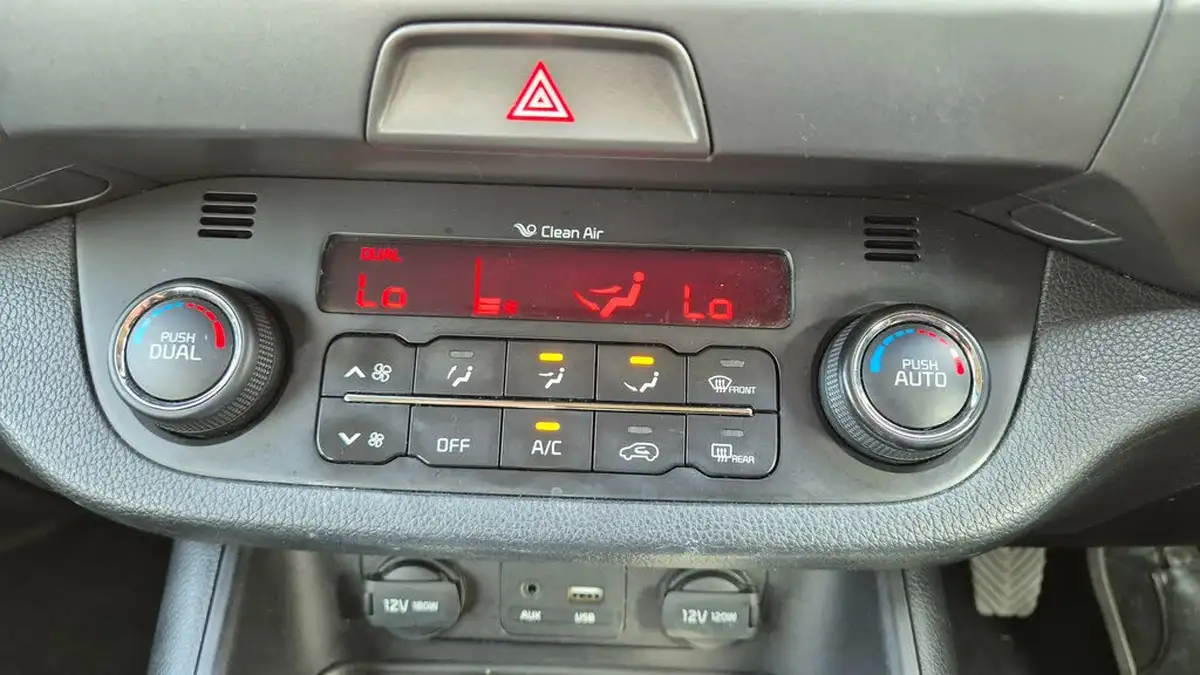 Clean Air
DUAL
Lo
Lo
PUSH
DUAL
PUSH
AUTO
FRONT
OFF
A/C
REAR
12V 180W
AUX
USB
12V 120W